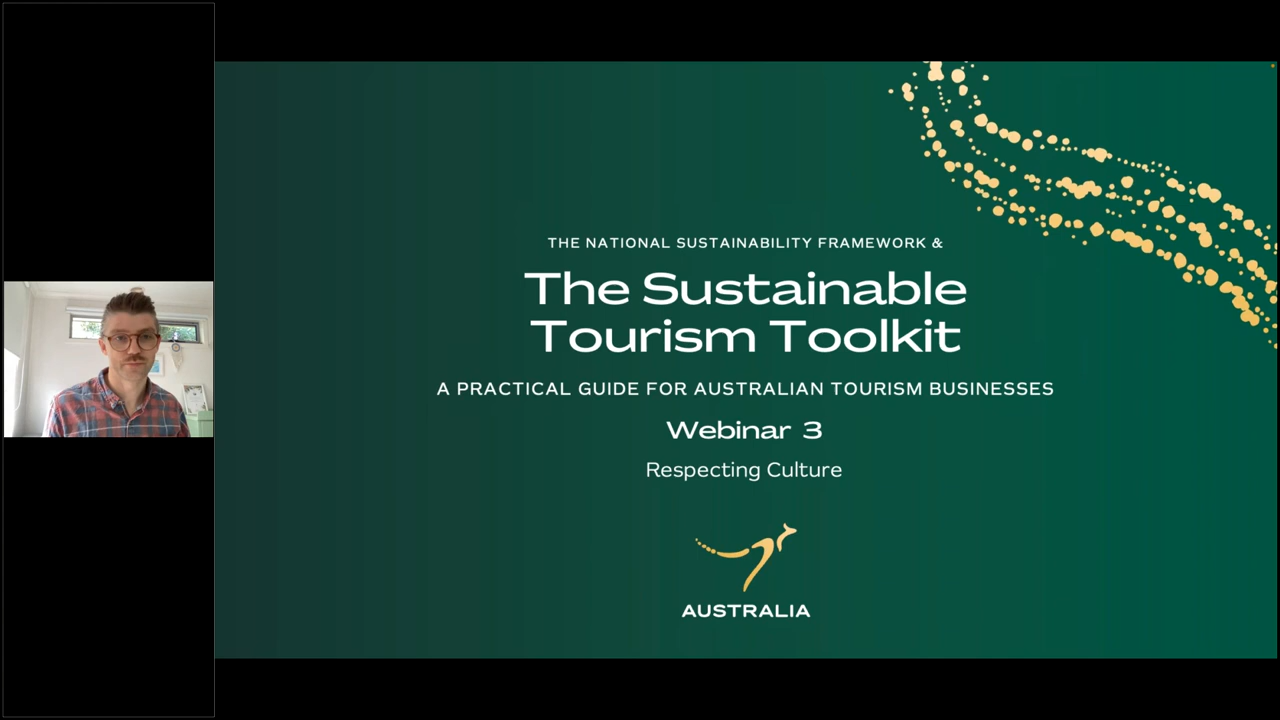 THE NATIONAL SUSTAINABILITY FRAMEWORK &
The Sustainable
Tourism Toolkit
A PRACTICAL GUIDE FOR AUSTRALIAN TOURISM BUSINESSES
Webinar 3
Respecting Culture
AUSTRALIA